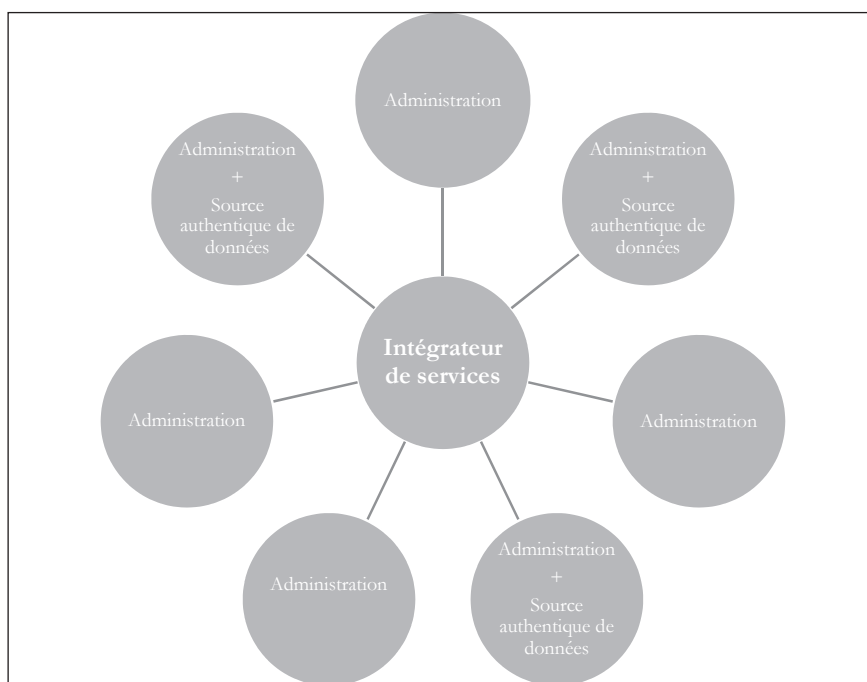 Administration
Administration
+
Source
authentique de
données
Administration
+
Source
authentique de
données
Intégrateur
de services
Administration
Administration
Administration
Administration
+
Source
authentique de
données